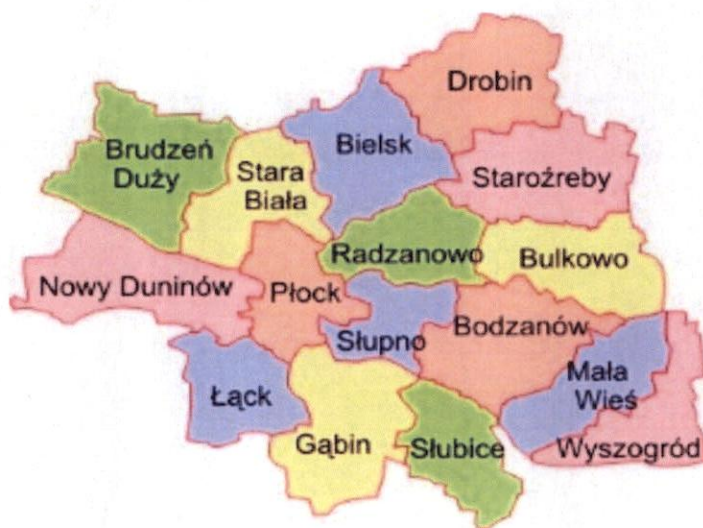 Drobin
Brudzeń
Duży
Bielsk
Stara
Biała
Staroźreby
Radzanowo
Bulkowo
Nowy Duninów
Płock
Słupno
Bodzanów
Mała
Wieś
Łąck
Gąbin
Słubice
Wyszogród